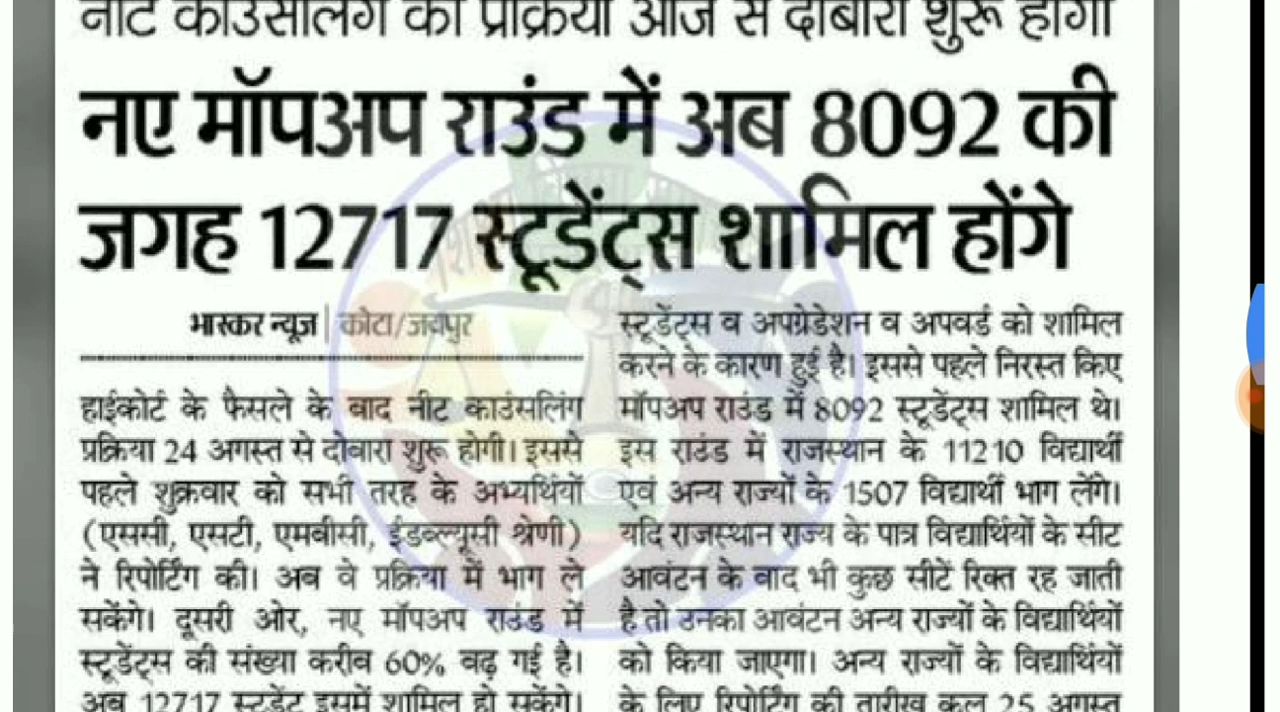 नीट काउंसलिंग की प्रक्रिया आज से दोबारा शुरू होगी
नए मॉपअप राउंड में अब 8092 की
जगह 12717 स्टूडेंट्स शामिल होंगे
भास्कर न्यूज | कोटा/जयपुर
हाईकोर्ट के फैसले के बाद नीट काउंसलिंग
प्रक्रिया 24 अगस्त से दोबारा शुरू होगी। इससे
पहले शुक्रवार को सभी तरह के अभ्यर्थियों
(एससी, एसटी, एमबीसी, ईडब्ल्यूसी श्रेणी)
ने रिपोर्टिंग की। अब वे प्रक्रिया में भाग ले
सकेंगे। दूसरी ओर, नए मॉपअप राउंड में
स्टूडेंट्स की संख्या करीब 60% बढ़ गई है।
अब 12717 स्टूडेंट इसमें शामिल हो सकेंगे।
स्टूडेंट्स व अपग्रेडेशन व अपवर्ड को शामिल
करने के कारण हुई है। इससे पहले निरस्त किए
मॉपअप राउंड में 8092 स्टूडेंट्स शामिल थे।
इस राउंड में राजस्थान के 11210 विद्यार्थी
एवं अन्य राज्यों के 1507 विद्यार्थी भाग लेंगे।
यदि राजस्थान राज्य के पात्र विद्यार्थियों के सीट
आवंटन के बाद भी कुछ सीटें रिक्त रह जाती
है तो उनका आवंटन अन्य राज्यों के विद्यार्थियों
को किया जाएगा। अन्य राज्यों के विद्यार्थियों
के लिए रिपोर्टिंग की तारीख कल 25 अगस्त